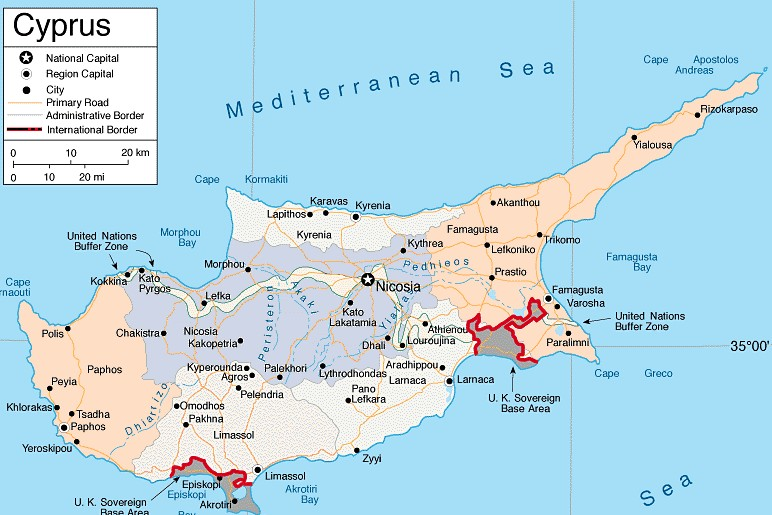 Cyprus
National Capital
Region Capital
City
Primary Road
Administrative Border
International Border
0 10 20 km
0 10 20 mi
Mediterranean Sea
Cape Apostolos
Andreas
Rizokarpaso
Yialousa
Cape Kormakiti
Karavas
Kyrenia
Lapithos
Kyrenia
Akanthou
Morphou
Bay
United Nations
Buffer Zone
Famagusta
Trikomo
Kythrea
Lefkoniko
Famagusta
Bay
Morphou
Pedhieos
Prastio
Kokkina
Kato
Pyrgos
Cape
rnaouti
Nicosia
Lefka
Akaki
Peristeron
Yialias
Famagusta
Varosha
United Nations
Buffer Zone
Kato
Lakatamia
Polis
Chakistra
Nicosia
Kakopetria
Athienou
Dhali
Louroujina
Paralimni
35°00'
Kyperounda
Agros
Palekhori
Lythrodhondas
Aradhippou
Larnaca
Larnaca
Cape Greco
Paphos
Peyia
Pelendria
Pano
Lefkara
U. K. Sovereign
Base Area
Khlorakas
Tsadha
Paphos
Dhiartizo
Omodhos
Pakhna
Limassol
Yeroskipou
Zyyi
Limassol
Episkopi
Episkopi
Bay
Akrotiri
Akrotiri
Bay
U. K. Sovereign
Base Area
Sea